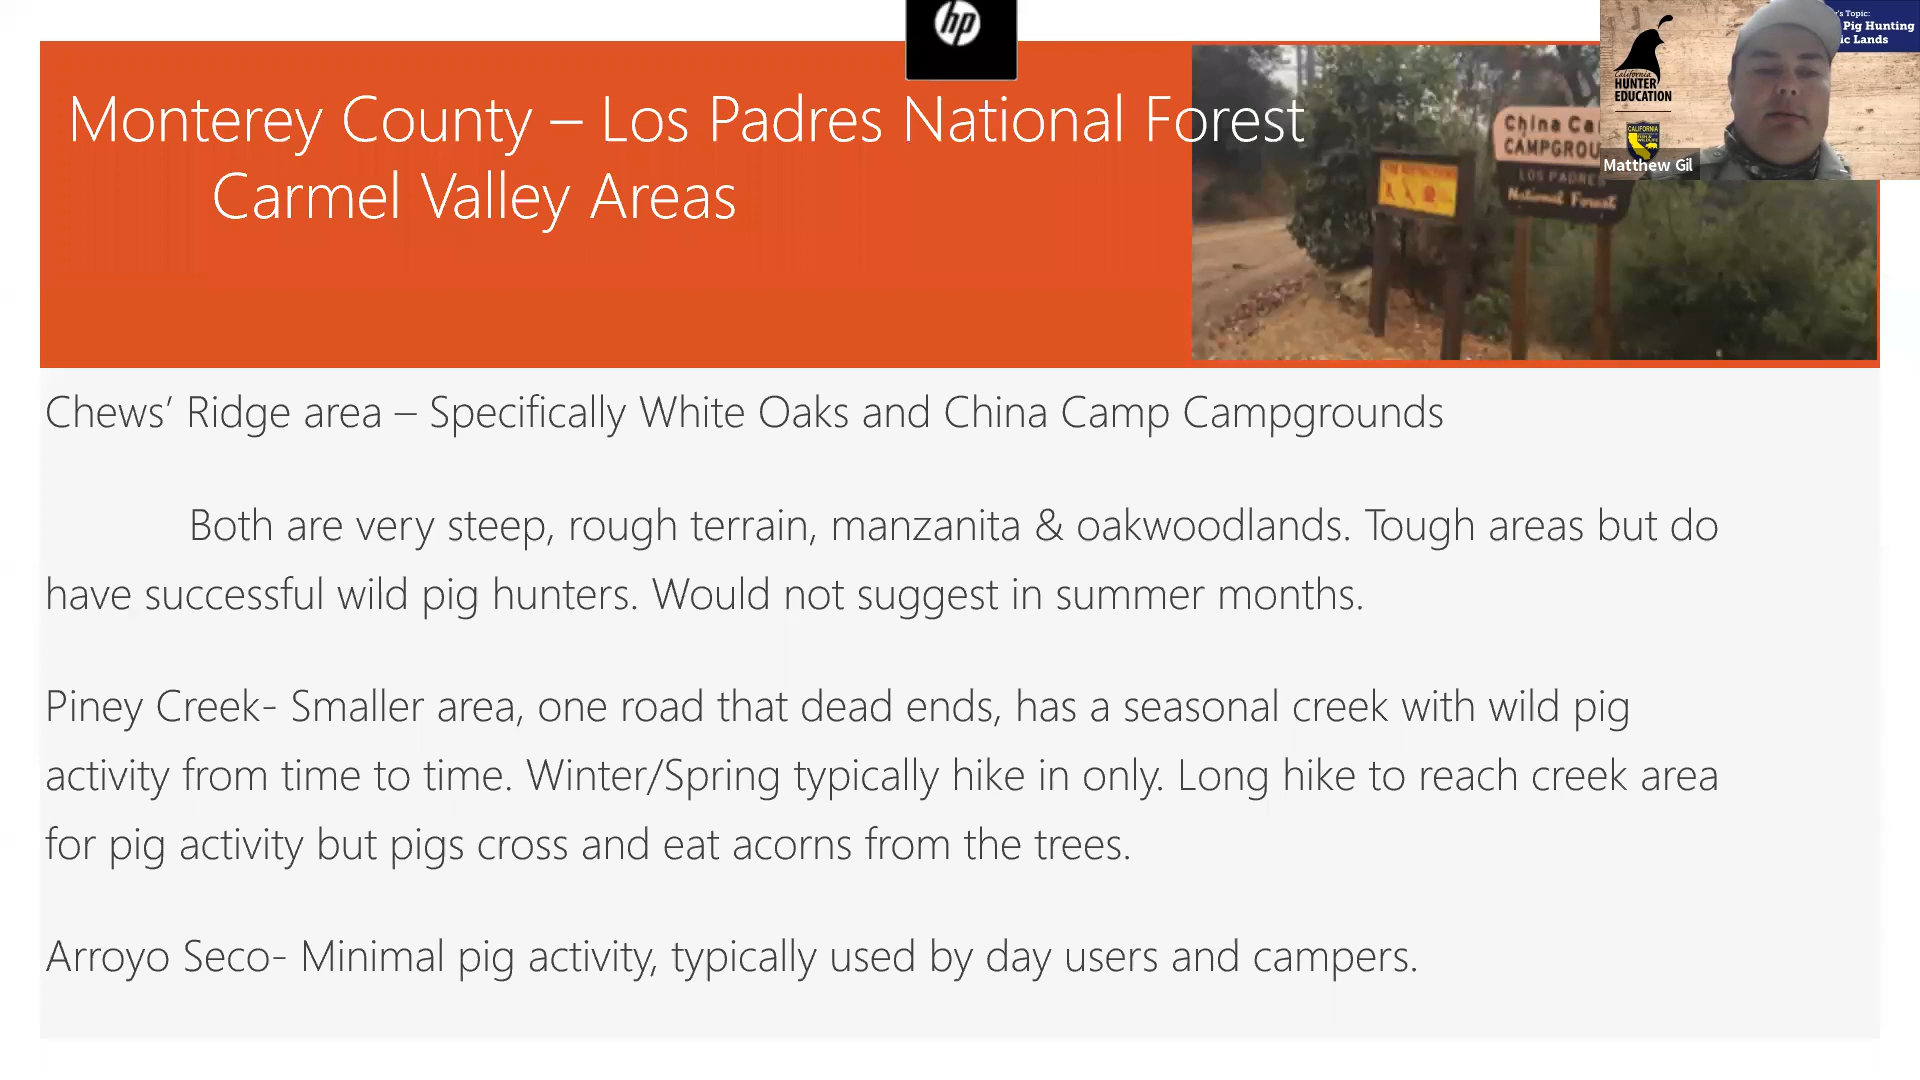 hp
Monterey County – Los Padres National Forest
Carmel Valley Areas
China Ca
CAMPGROU
LOS PADRES
National Forest
California
HUNTER
EDUCATION
CALIFORNIA
Matthew Gil
r's Topic:
Pig Hunting
ic Lands
Chews’ Ridge area – Specifically White Oaks and China Camp Campgrounds
Both are very steep, rough terrain, manzanita & oakwoodlands. Tough areas but do
have successful wild pig hunters. Would not suggest in summer months.
Piney Creek- Smaller area, one road that dead ends, has a seasonal creek with wild pig
activity from time to time. Winter/Spring typically hike in only. Long hike to reach creek area
for pig activity but pigs cross and eat acorns from the trees.
Arroyo Seco- Minimal pig activity, typically used by day users and campers.